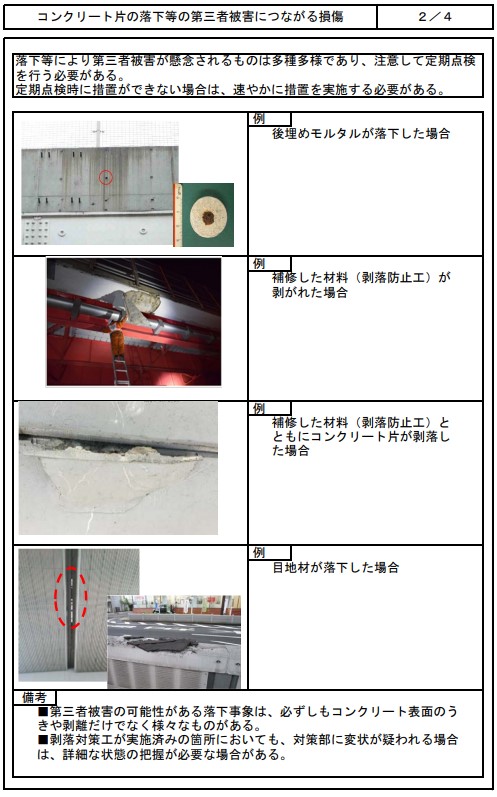 コンクリート片の落下等の第三者被害につながる損傷
２／４
落下等により第三者被害が懸念されるものは多種多様であり、注意して定期点検
を行う必要がある。
定期点検時に措置ができない場合は、速やかに措置を実施する必要がある。
例
後埋めモルタルが落下した場合
例
補修した材料（剥落防止工）が
剥がれた場合
例
補修した材料（剥落防止工）と
ともにコンクリート片が剥落し
た場合
例
目地材が落下した場合
備考
■第三者被害の可能性がある落下事象は、必ずしもコンクリート表面のう
きや剥離だけでなく様々なものがある。
■剥落対策工が実施済みの箇所においても、対策部に変状が疑われる場合
は、詳細な状態の把握が必要な場合がある。